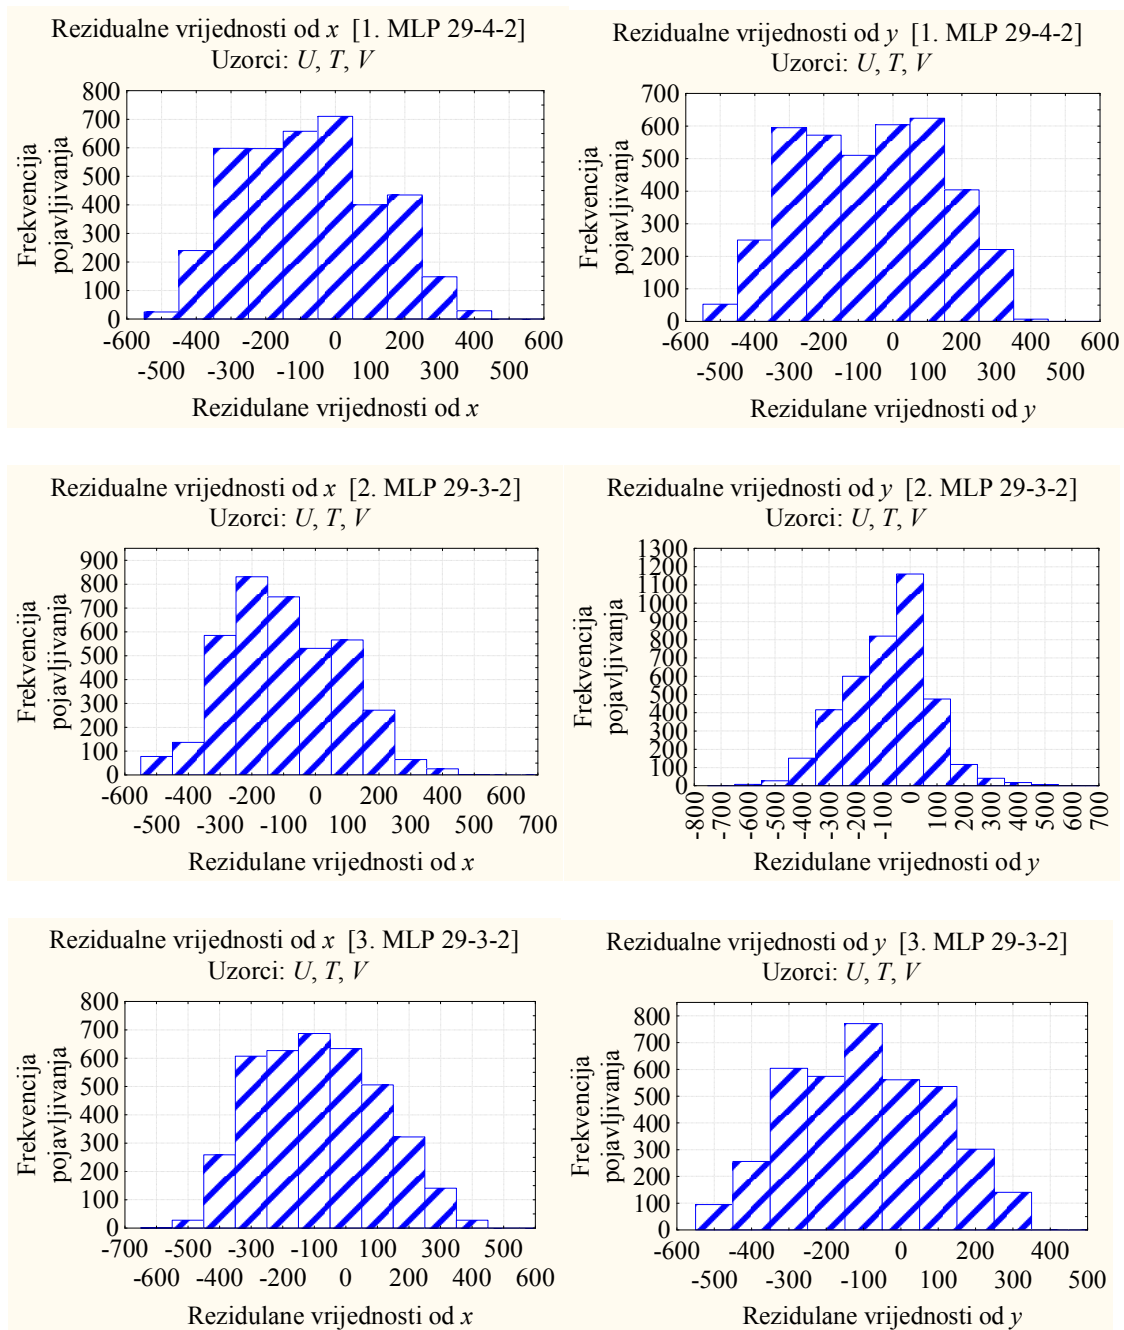 Rezidualne vrijednosti od x [1. MLP 29-4-2]
Uzorci: U, T, V
Frekvencija
pojavljivanja
800
700
600
500
400
300
200
100
0
-600 -400 -200 0 200 400 600
-500 -300 -100 100 300 500
Rezidulane vrijednosti od x
Rezidualne vrijednosti od y [1. MLP 29-4-2]
Uzorci: U, T, V
Frekvencija
pojavljivanja
700
600
500
400
300
200
100
0
-600 -400 -200 0 200 400 600
-500 -300 -100 100 300 500
Rezidulane vrijednosti od y
Rezidualne vrijednosti od x [2. MLP 29-3-2]
Uzorci: U, T, V
Frekvencija
pojavljivanja
900
800
700
600
500
400
300
200
100
0
-600 -400 -200 0 200 400 600
-500 -300 -100 100 300 500 700
Rezidulane vrijednosti od x
Rezidualne vrijednosti od y [2. MLP 29-3-2]
Uzorci: U, T, V
Frekvencija
pojavljivanja
1300
1200
1100
1000
900
800
700
600
500
400
300
200
100
0
-800 -700 -600 -500 -400 -300 -200 -100 0 100 200 300 400 500 600 700
Rezidulane vrijednosti od y
Rezidualne vrijednosti od x [3. MLP 29-3-2]
Uzorci: U, T, V
Frekvencija
pojavljivanja
800
700
600
500
400
300
200
100
0
-700 -500 -300 -100 100 300 500
-600 -400 -200 0 200 400 600
Rezidulane vrijednosti od x
Rezidualne vrijednosti od y [3. MLP 29-3-2]
Uzorci: U, T, V
Frekvencija
pojavljivanja
800
700
600
500
400
300
200
100
0
-600 -400 -200 0 200 400
-500 -300 -100 100 300 500
Rezidulane vrijednosti od y